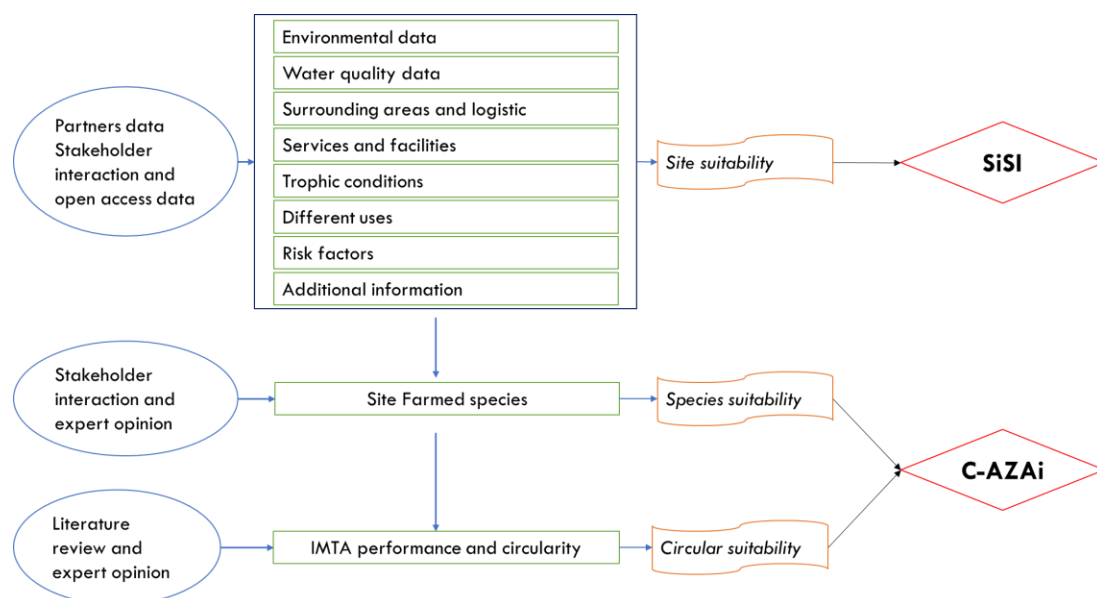 Partners data
Stakeholder
interaction and
open access data
Environmental data
Water quality data
Surrounding areas and logistic
Services and facilities
Trophic conditions
Different uses
Risk factors
Additional information
Site suitability
SiSI
Stakeholder
interaction and
expert opinion
Site Farmed species
Species suitability
C-AZAi
Literature
review and
expert opinion
IMTA performance and circularity
Circular suitability